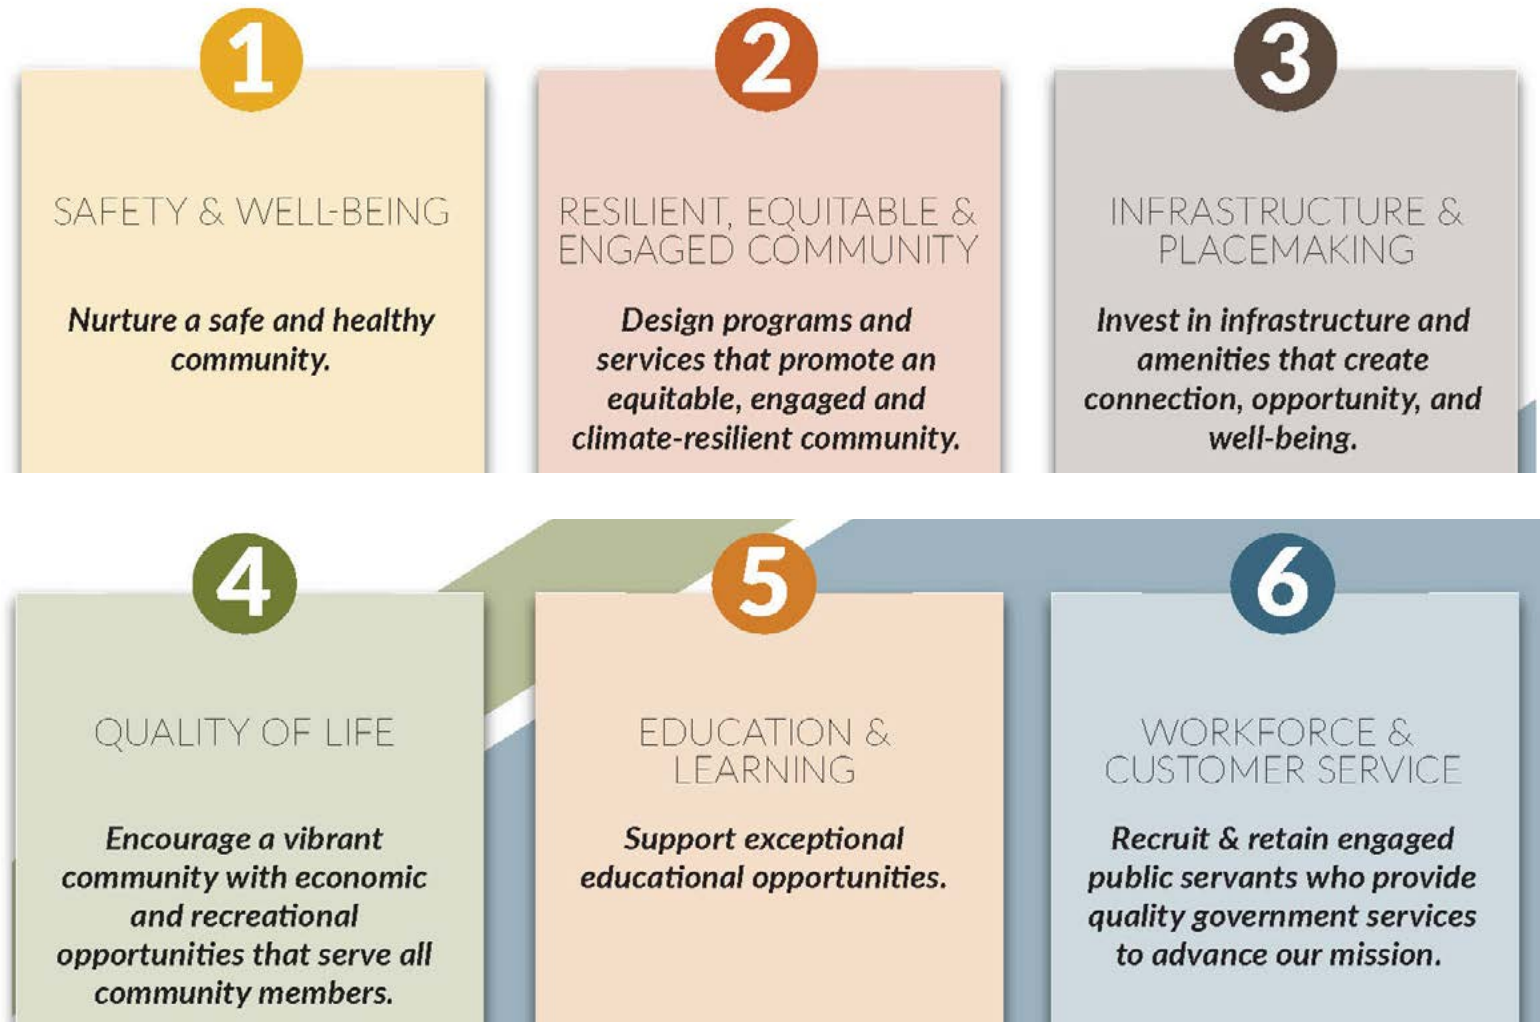 1
SAFETY & WELL-BEING
Nurture a safe and healthy
community.
2
RESILIENT, EQUITABLE &
ENGAGED COMMUNITY
Design programs and
services that promote an
equitable, engaged and
climate-resilient community.
3
INFRASTRUCTURE &
PLACEMAKING
Invest in infrastructure and
amenities that create
connection, opportunity, and
well-being.
4
QUALITY OF LIFE
Encourage a vibrant
community with economic
and recreational
opportunities that serve all
community members.
5
EDUCATION &
LEARNING
Support exceptional
educational opportunities.
6
WORKFORCE &
CUSTOMER SERVICE
Recruit & retain engaged
public servants who provide
quality government services
to advance our mission.